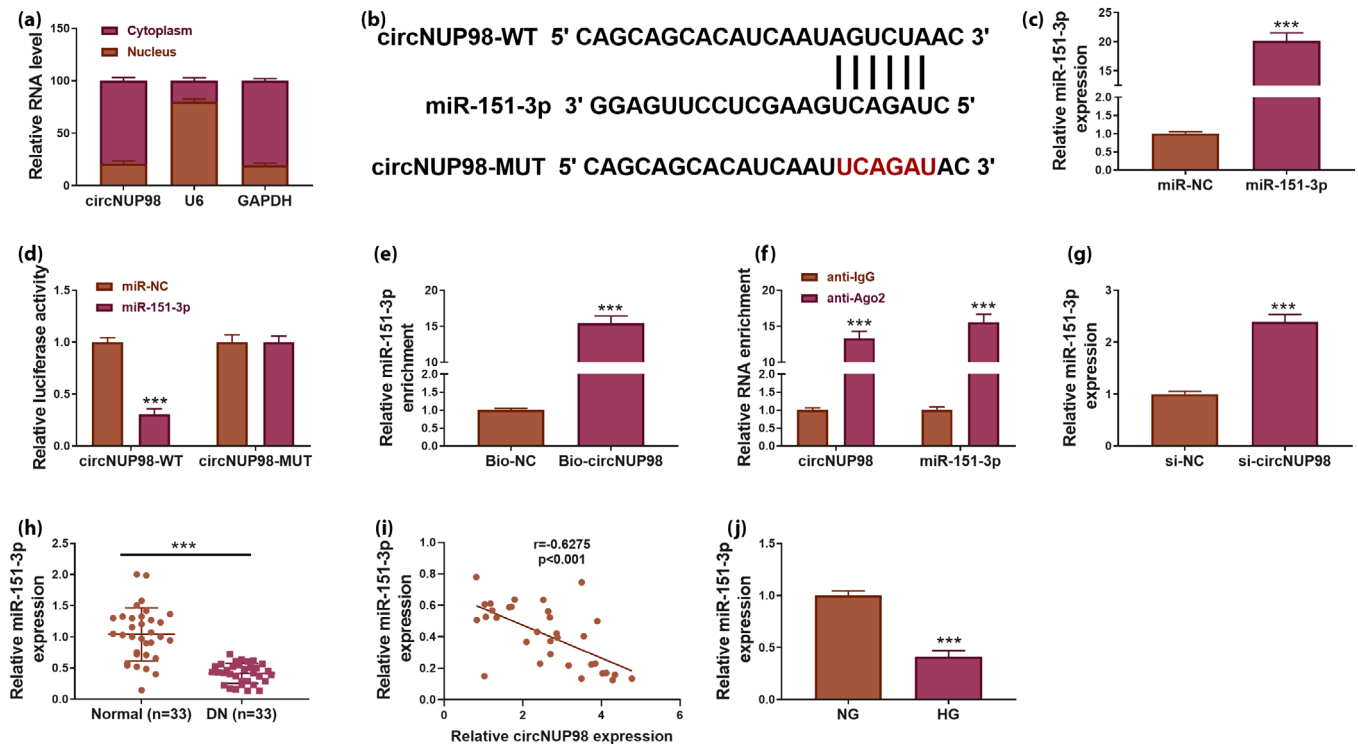 (a)
Relative RNA level
150
100
50
0
Cytoplasm
Nucleus
circNUP98 U6 GAPDH
(b)
circNUP98-WT 5' CAGCAGCACAUCAAUAGUCUAAC 3'
miR-151-3p 3' GGAGUUCCUCGAAGUCAGAUC 5'
circNUP98-MUT 5' CAGCAGCACAUCAAUUCAGAUAC 3'
(c)
Relative miR-151-3p
expression
25
20
15
10
2.0
1.5
1.0
0.5
0.0
***
miR-NC miR-151-3p
(d)
Relative luciferase activity
1.5
1.0
0.5
0.0
miR-NC
miR-151-3p
***
circNUP98-WT circNUP98-MUT
(e)
Relative miR-151-3p
enrichment
20
15
10
2.0
1.5
1.0
0.5
0.0
***
Bio-NC Bio-circNUP98
(f)
Relative RNA enrichment
20
15
10
2.0
1.5
1.0
0.5
0.0
anti-IgG
anti-Ago2
*** ***
circNUP98 miR-151-3p
(g)
Relative miR-151-3p
expression
3
2
1
0
***
si-NC si-circNUP98
(h)
Relative miR-151-3p
expression
2.5
2.0
1.5
1.0
0.5
0.0
***
Normal (n=33) DN (n=33)
(i)
Relative miR-151-3p
expression
1.0
0.8
0.6
0.4
0.2
0.0
r=-0.6275
p<0.001
0 2 4 6
Relative circNUP98 expression
(j)
Relative miR-151-3p
expression
1.5
1.0
0.5
0.0
***
NG HG